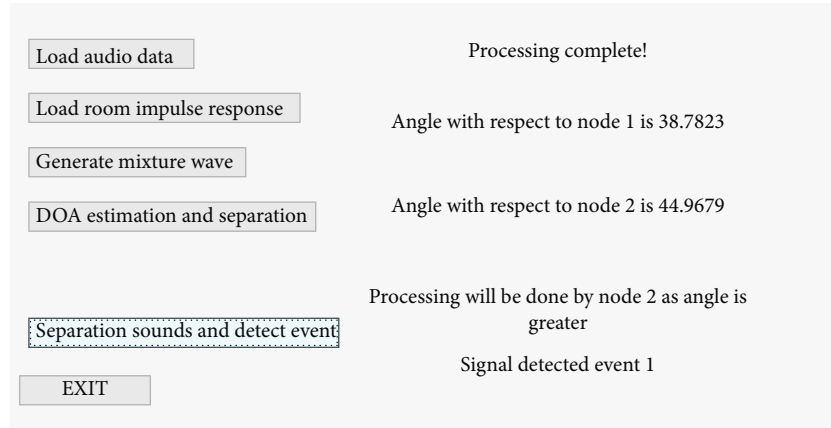 Load audio data
Processing complete!
Load room impulse response
Angle with respect to node 1 is 38.7823
Generate mixture wave
DOA estimation and separation
Angle with respect to node 2 is 44.9679
Processing will be done by node 2 as angle is
greater
Separation sounds and detect event
Signal detected event 1
EXIT